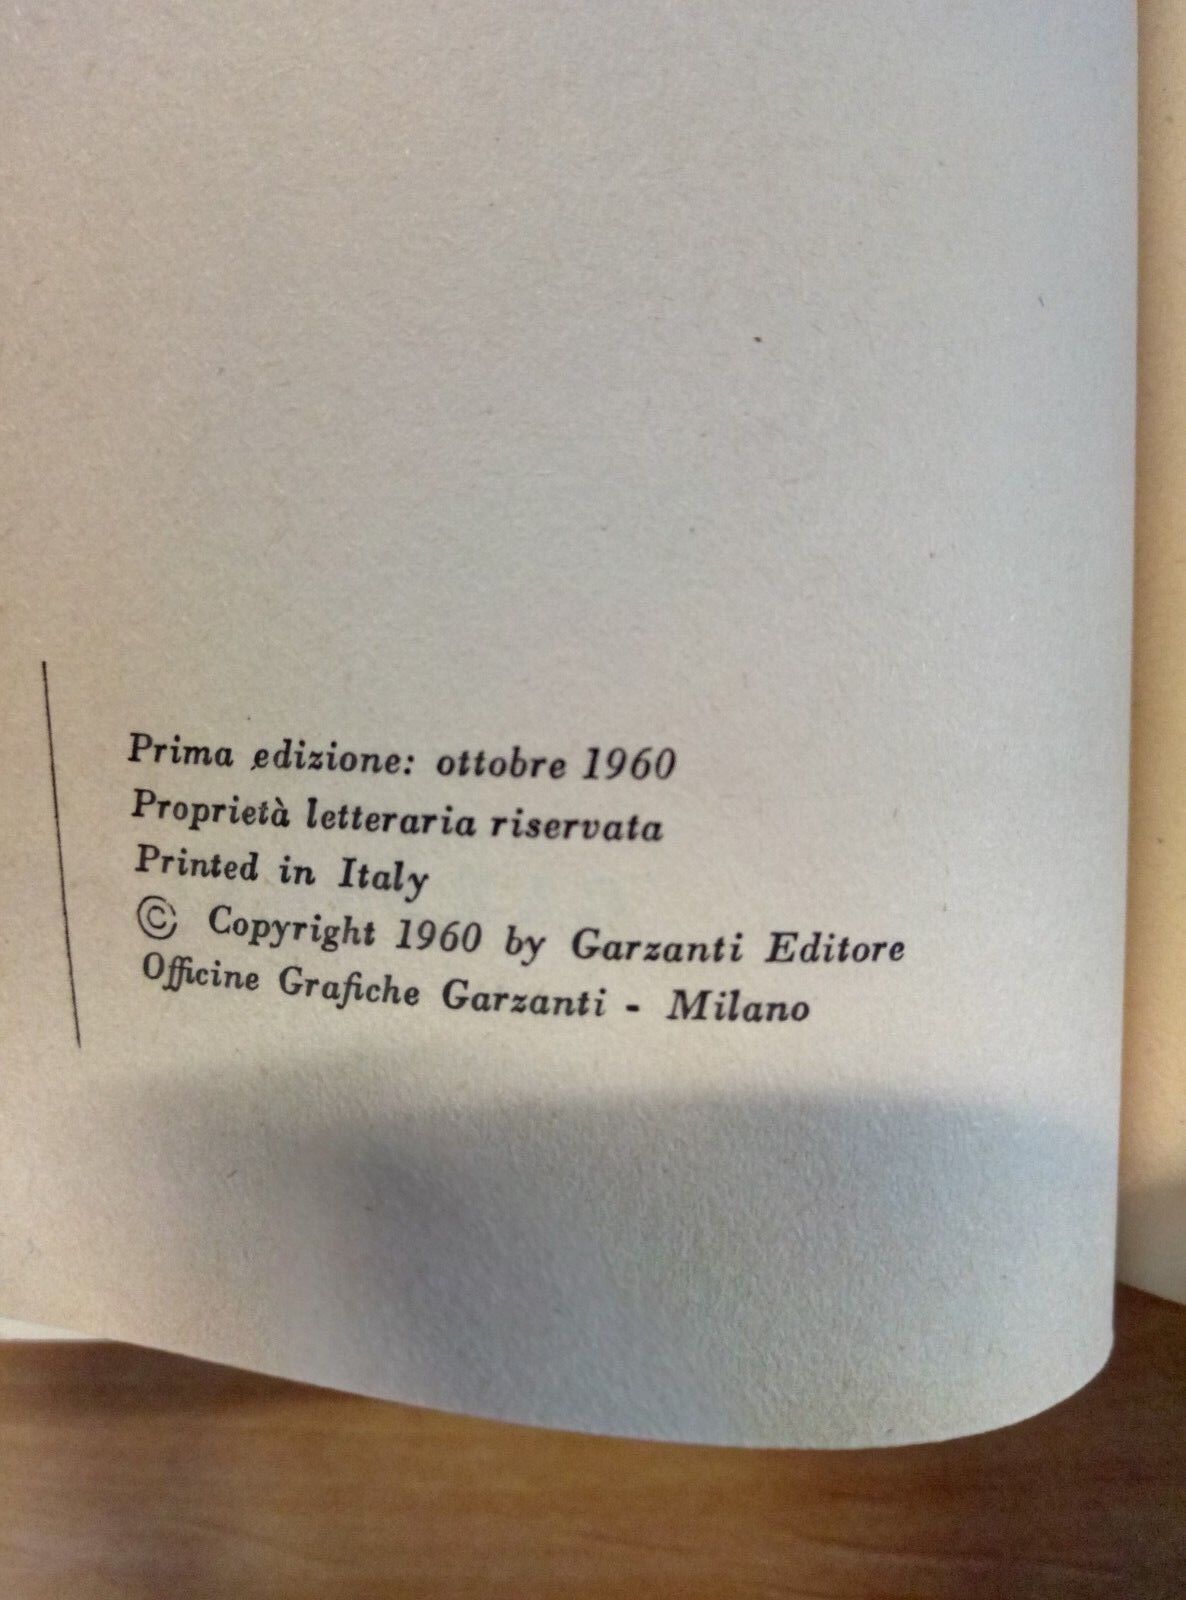 Prima edizione: ottobre 1960
Proprietà letteraria riservata
Printed in Italy
© Copyright 1960 by Garzanti Editore
Officine Grafiche Garzanti - Milano